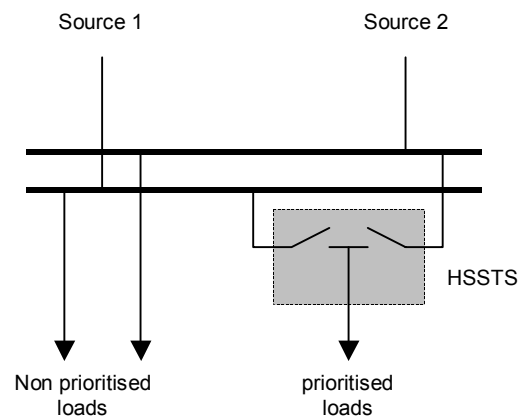 Source 1
Source 2
HSSTS
Non prioritised
loads
prioritised
loads